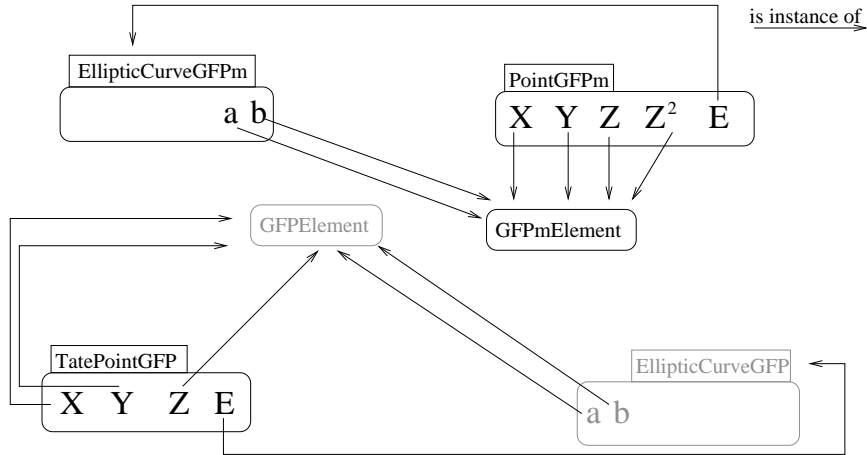 is instance of
EllipticCurveGFPm
PointGFPm
a b
X Y Z Z² E
GFPElement
GFPmElement
TatePointGFP
EllipticCurveGFP
X Y Z E
a b